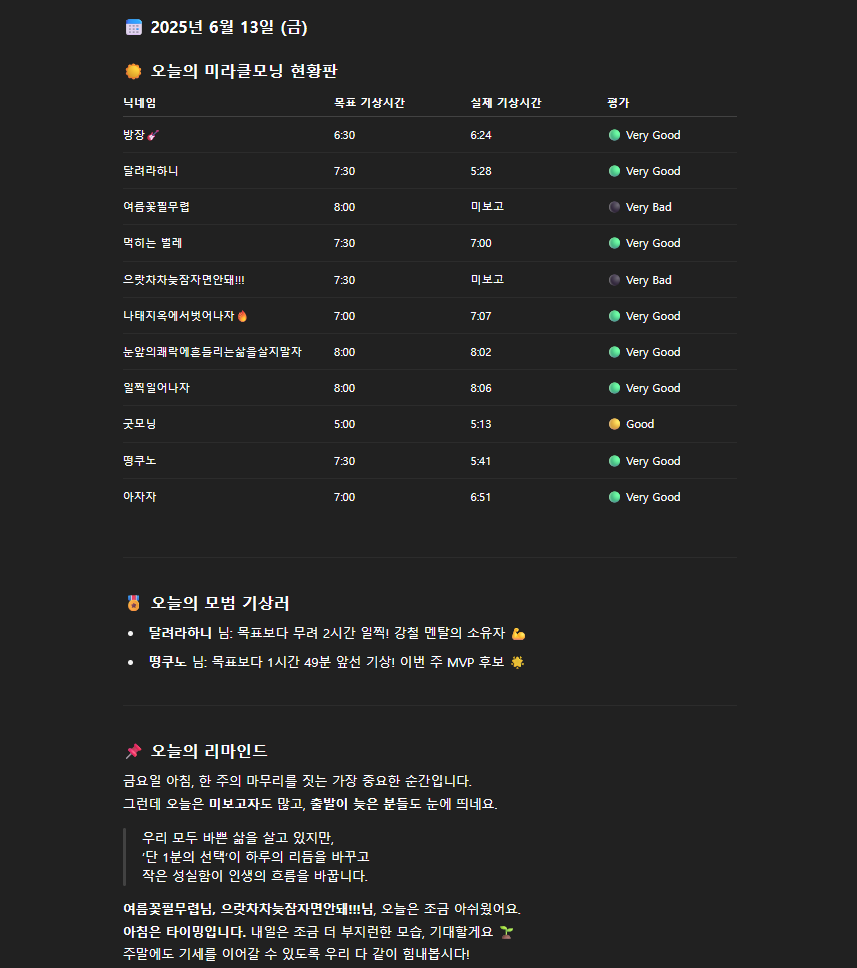 2025년 6월 13일 (금)
오늘의 미라클모닝 현황판
닉네임 목표 기상시간 실제 기상시간 평가
방장🎸 6:30 6:24 Very Good
달려라하니 7:30 5:28 Very Good
여름꽃필무렵 8:00 미보고 Very Bad
먹히는 벌레 7:30 7:00 Very Good
으랏차차늦잠자면안돼!!! 7:30 미보고 Very Bad
나태지옥에서벗어나자🔥 7:00 7:07 Very Good
눈앞의쾌락에흔들리는삶을살지말자 8:00 8:02 Very Good
일찍일어나자 8:00 8:06 Very Good
굿모닝 5:00 5:13 Good
떵쿠노 7:30 5:41 Very Good
아자자 7:00 6:51 Very Good
오늘의 모범 기상러
달려라하니 님: 목표보다 무려 2시간 일찍! 강철 멘탈의 소유자 💪
떵쿠노 님: 목표보다 1시간 49분 앞선 기상! 이번 주 MVP 후보 🌟
📌 오늘의 리마인드
금요일 아침, 한 주의 마무리를 짓는 가장 중요한 순간입니다.
그런데 오늘은 미보고자도 많고, 출발이 늦은 분들도 눈에 띄네요.
우리 모두 바쁜 삶을 살고 있지만,
‘단 1분의 선택’이 하루의 리듬을 바꾸고
작은 성실함이 인생의 흐름을 바꿉니다.
여름꽃필무렵님, 으랏차차늦잠자면안돼!!!님, 오늘은 조금 아쉬웠어요.
아침은 타이밍입니다. 내일은 조금 더 부지런한 모습, 기대할게요 🌱
주말에도 기세를 이어갈 수 있도록 우리 다 같이 힘내봅시다!